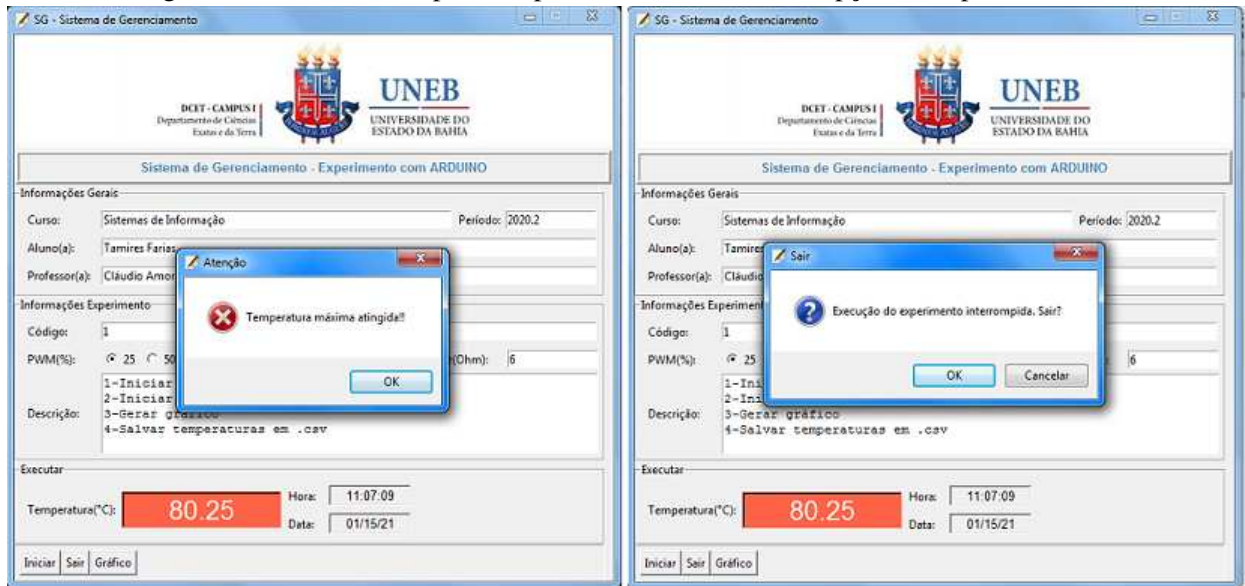 SG - Sistema de Gerenciamento
DCET - CAMPUS I
Departamento de Ciências
Exatas e da Terra
UNEB
UNIVERSIDADE DO
ESTADO DA BAHIA
Sistema de Gerenciamento - Experimento com ARDUINO
Informações Gerais
Curso: Sistemas de Informação Período: 2020.2
Aluno(a): Tamires Farias
Professor(a): Cláudio Amor
Atenção
Temperatura máxima atingida!!
OK
Informações Experimento
Código: 1
PWM(%): 25 50 (Ohm): 6
Descrição:
1-Iniciar
2-Iniciar
3-Gerar gráfico
4-Salvar temperaturas em .csv
Executar
Temperatura(°C): 80.25
Hora: 11:07:09
Data: 01/15/21
Iniciar Sair Gráfico
SG - Sistema de Gerenciamento
DCET - CAMPUS I
Departamento de Ciências
Exatas e da Terra
UNEB
UNIVERSIDADE DO
ESTADO DA BAHIA
Sistema de Gerenciamento - Experimento com ARDUINO
Informações Gerais
Curso: Sistemas de Informação Período: 2020.2
Aluno(a): Tamires
Professor(a): Cláudio
Sair
Execução do experimento interrompida. Sair?
OK Cancelar
Informações Experiment
Código: 1
PWM(%): 25 6
Descrição:
1-Ini
2-Ini
3-Gerar gráfico
4-Salvar temperaturas em .csv
Executar
Temperatura(°C): 80.25
Hora: 11:07:09
Data: 01/15/21
Iniciar Sair Gráfico